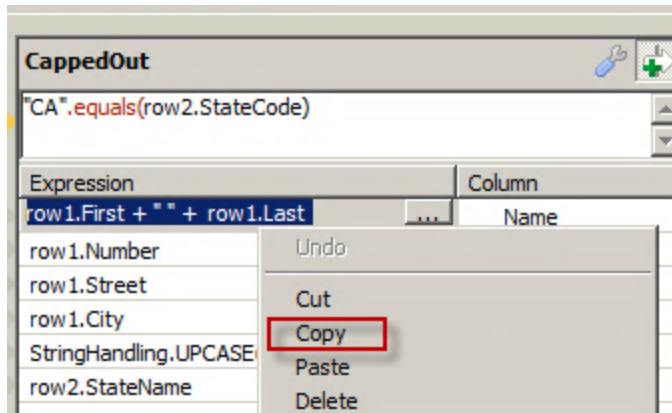 CappedOut
"CA".equals(row2.StateCode)
Expression Column
row1.First + " " + row1.Last ... Name
row1.Number
row1.Street
row1.City
StringHandling.UPCASE
row2.StateName
Undo
Cut
Copy
Paste
Delete